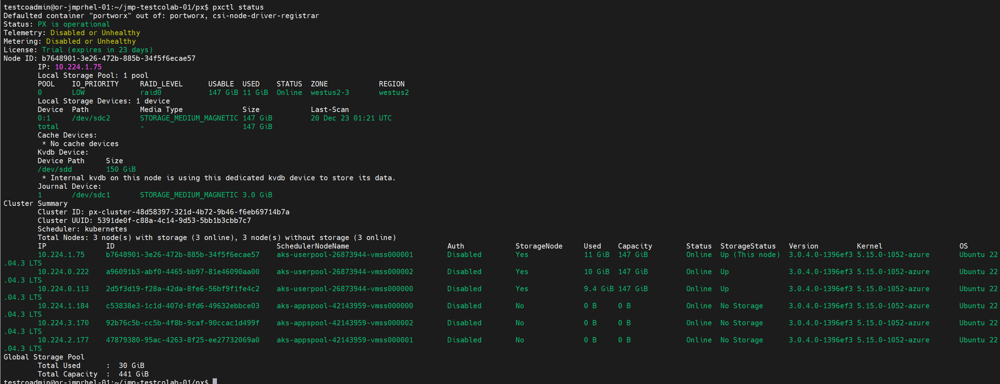 testcoadmin@or-jmprhel-01:~/jmp-testcolab-01/px$ pxctl status
Defaulted container "portworx" out of: portworx, csi-node-driver-registrar
Status: PX is operational
Telemetry: Disabled or Unhealthy
Metering: Disabled or Unhealthy
License: Trial (expires in 23 days)
Node ID: b7648901-3e26-472b-885b-34f5f6ecae57
IP: 10.224.1.75
Local Storage Pool: 1 pool
POOL IO_PRIORITY RAID_LEVEL USABLE USED STATUS ZONE REGION
0 LOW raid0 147 GiB 11 GiB Online westus2-3 westus2
Local Storage Devices: 1 device
Device Path Media Type Size Last-Scan
0:1 /dev/sdc2 STORAGE_MEDIUM_MAGNETIC 147 GiB 20 Dec 23 01:21 UTC
total - 147 GiB
Cache Devices:
* No cache devices
Kvdb Device:
Device Path Size
/dev/sdd 150 GiB
* Internal kvdb on this node is using this dedicated kvdb device to store its data.
Journal Device:
1 /dev/sdc1 STORAGE_MEDIUM_MAGNETIC 3.0 GiB
Cluster Summary
Cluster ID: px-cluster-48d58397-321d-4b72-9b46-f6eb69714b7a
Cluster UUID: 5391de0f-c88a-4c14-9d53-5bb1b3cbb7c7
Scheduler: kubernetes
Total Nodes: 3 node(s) with storage (3 online), 3 node(s) without storage (3 online)
IP ID SchedulerNodeName Auth StorageNode Used Capacity Status StorageStatus Version Kernel OS
10.224.1.75 b7648901-3e26-472b-885b-34f5f6ecae57 aks-userpool-26873944-vmss000001 Disabled Yes 11 GiB 147 GiB Online Up (This node) 3.0.4.0-1396ef3 5.15.0-1052-azure Ubuntu 22
.04.3 LTS
10.224.0.222 a96091b3-abf0-4465-bb97-81e46090aa00 aks-userpool-26873944-vmss000002 Disabled Yes 10 GiB 147 GiB Online Up 3.0.4.0-1396ef3 5.15.0-1052-azure Ubuntu 22
.04.3 LTS
10.224.0.113 2d5f3d19-f28a-42da-8fe6-56bf9f1fe4c2 aks-userpool-26873944-vmss000000 Disabled Yes 9.4 GiB 147 GiB Online Up 3.0.4.0-1396ef3 5.15.0-1052-azure Ubuntu 22
.04.3 LTS
10.224.1.184 c53838e3-1c1d-407d-8fd6-49632ebbce03 aks-appspool-42143959-vmss000000 Disabled No 0 B 0 B Online No Storage 3.0.4.0-1396ef3 5.15.0-1052-azure Ubuntu 22
.04.3 LTS
10.224.3.170 92b76c5b-cc5b-4f8b-9caf-90ccac1d499f aks-appspool-42143959-vmss000002 Disabled No 0 B 0 B Online No Storage 3.0.4.0-1396ef3 5.15.0-1052-azure Ubuntu 22
.04.3 LTS
10.224.2.177 47879380-95ac-4263-8f25-ee27732069a0 aks-appspool-42143959-vmss000001 Disabled No 0 B 0 B Online No Storage 3.0.4.0-1396ef3 5.15.0-1052-azure Ubuntu 22
.04.3 LTS
Global Storage Pool
Total Used : 30 GiB
Total Capacity : 441 GiB
testcoadmin@or-jmprhel-01:~/jmp-testcolab-01/px$